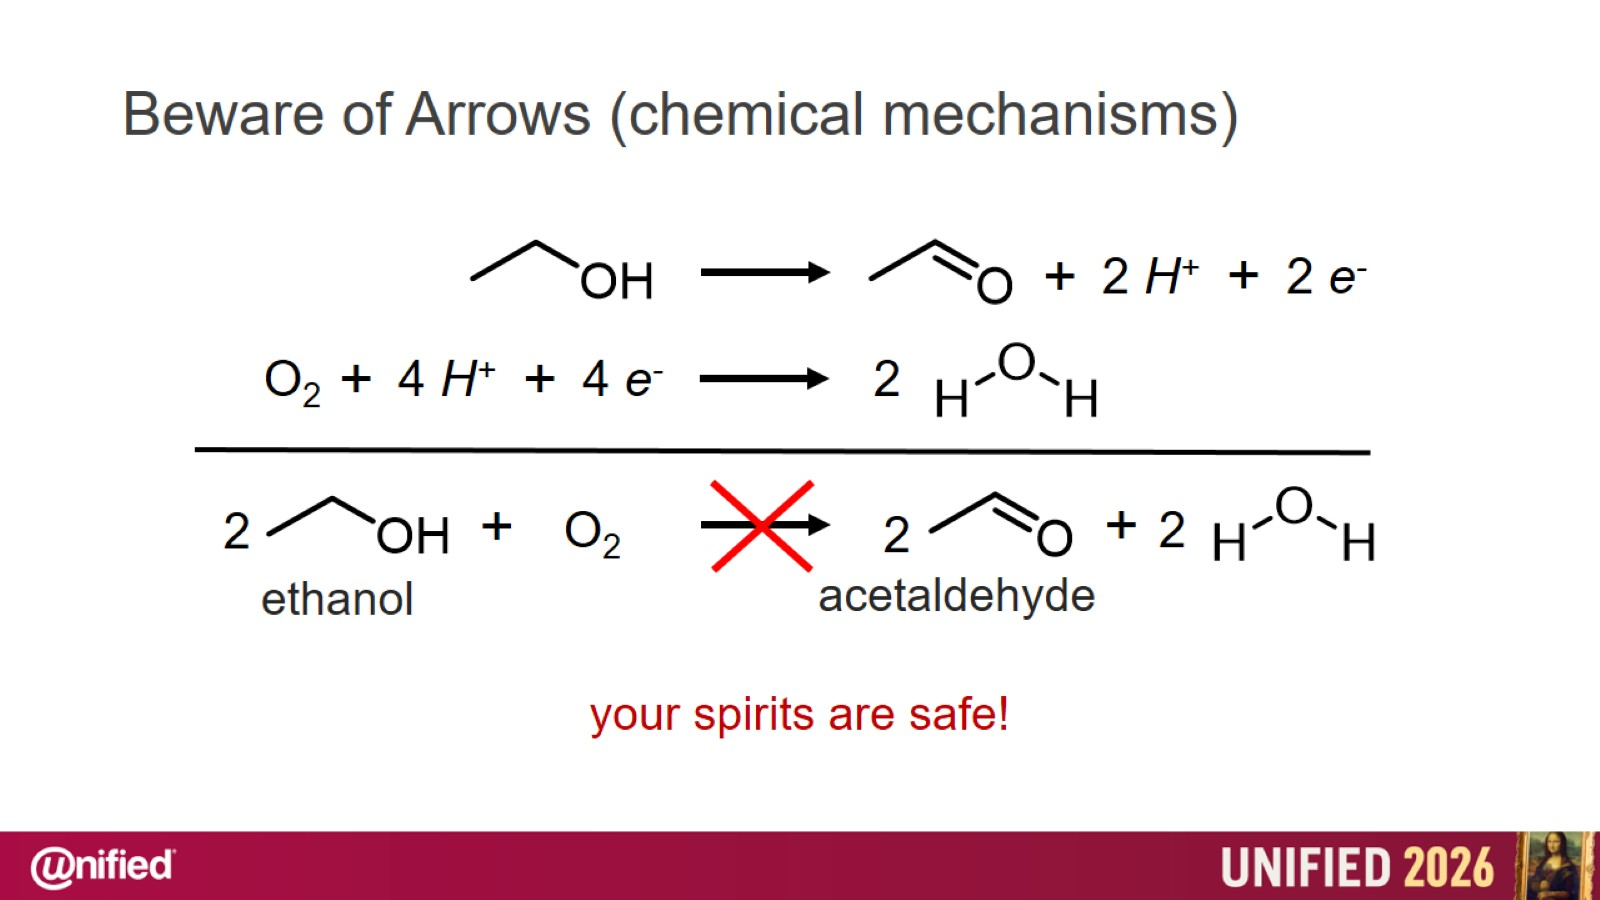 Beware of Arrows (chemical mechanisms)
OH → O + 2 H⁺ + 2 e⁻
O₂ + 4 H⁺ + 4 e⁻ → 2 H O H
2 OH + O₂ → 2 O + 2 H O H
ethanol acetaldehyde
your spirits are safe!
unified UNIFIED 2026